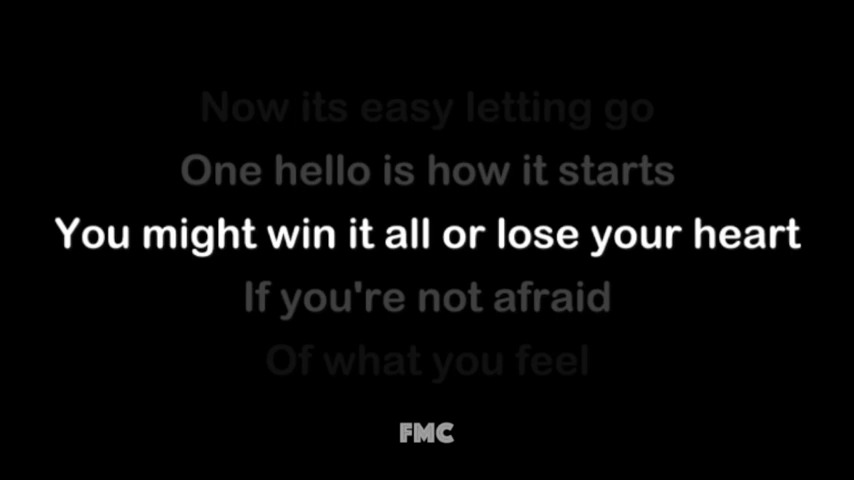 Now its easy letting go
One hello is how it starts
You might win it all or lose your heart
If you're not afraid
Of what you feel
FMC